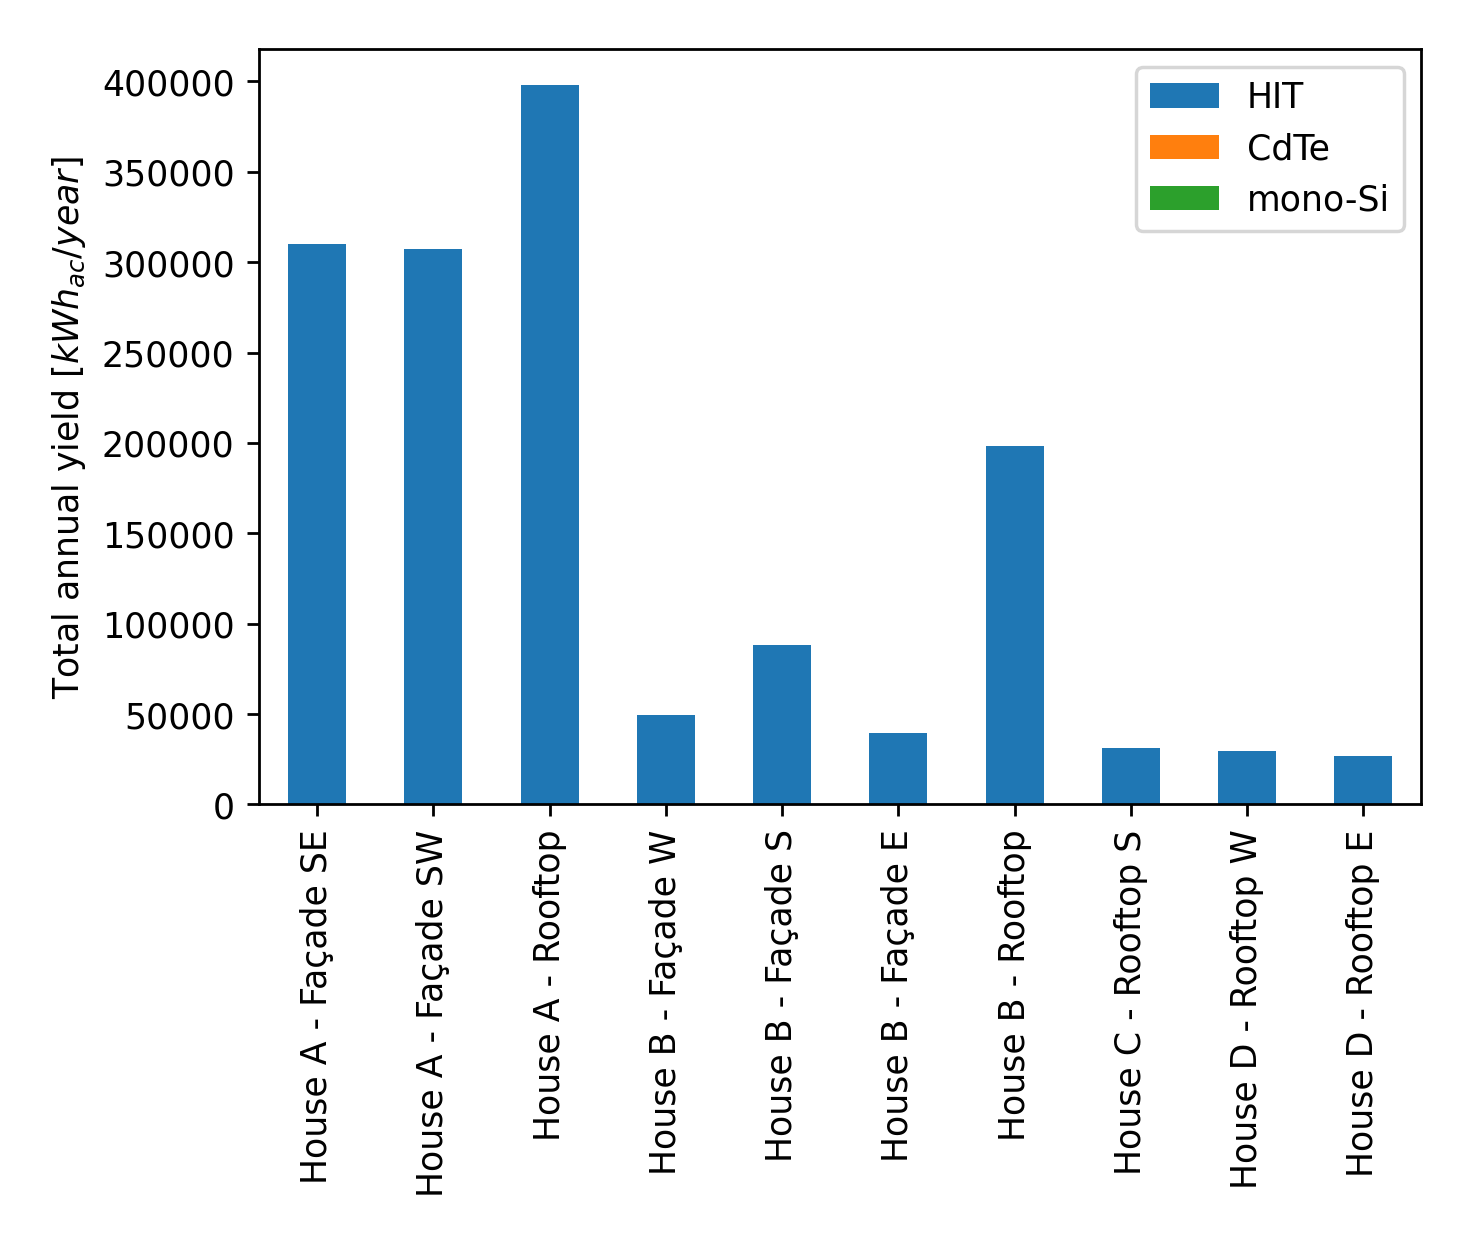 Total annual yield [kWh_ac/year]
400000
350000
300000
250000
200000
150000
100000
50000
0
HIT
CdTe
mono-Si
House A - Façade SE
House A - Façade SW
House A - Rooftop
House B - Façade W
House B - Façade S
House B - Façade E
House B - Rooftop
House C - Rooftop S
House D - Rooftop W
House D - Rooftop E